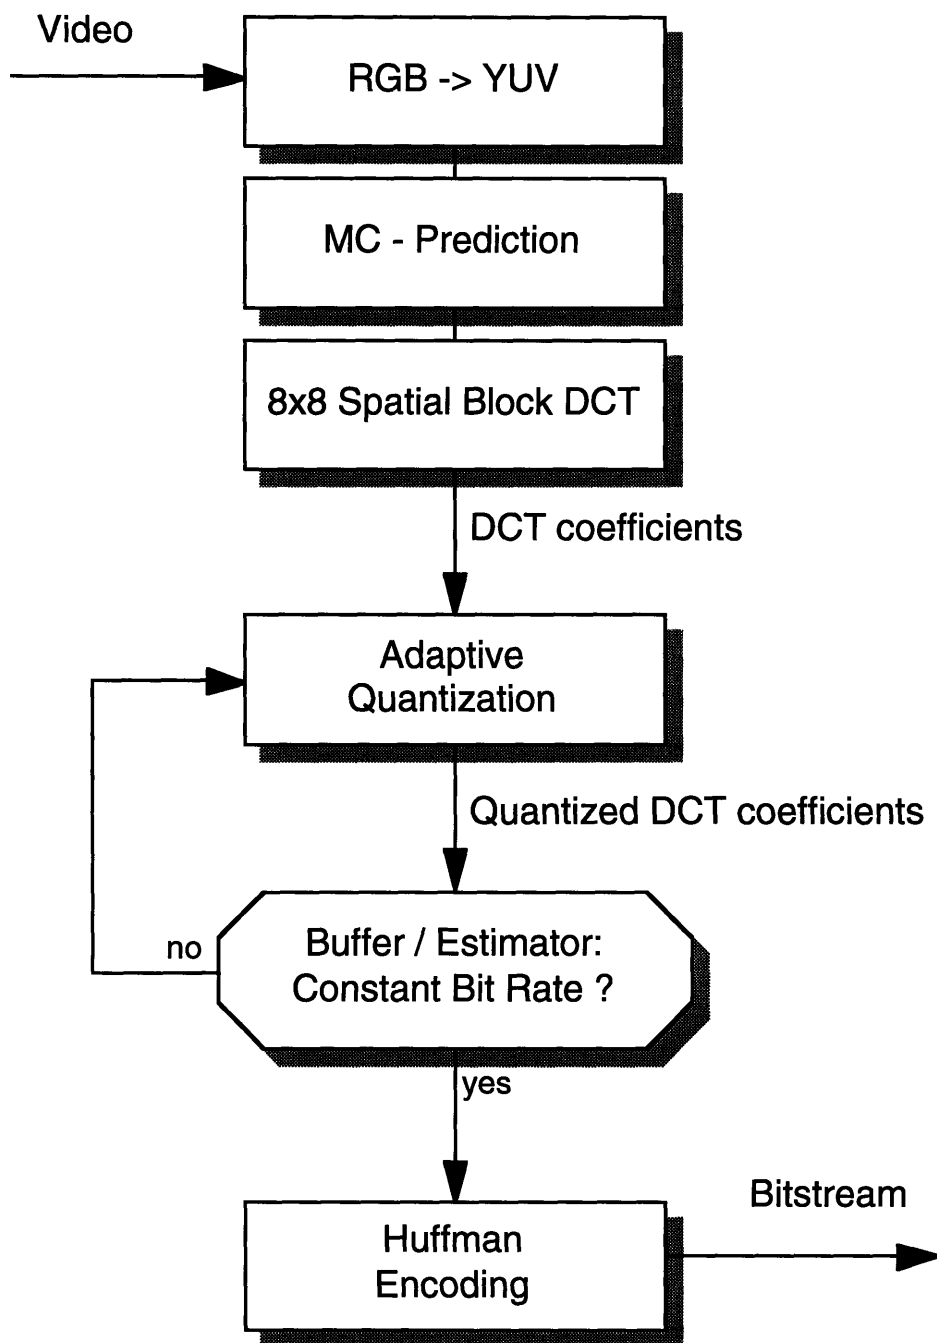 Video
RGB -> YUV
MC - Prediction
8x8 Spatial Block DCT
DCT coefficients
Adaptive
Quantization
Quantized DCT coefficients
Buffer / Estimator:
Constant Bit Rate ?
no
yes
Bitstream
Huffman
Encoding